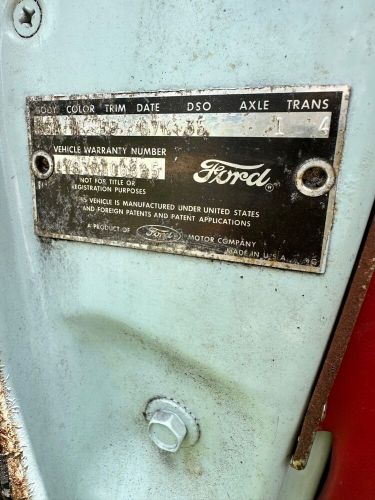 BODY COLOR TRIM DATE DSO AXLE TRANS
1 4
VEHICLE WARRANTY NUMBER
Ford
NOT FOR TITLE OR
REGISTRATION PURPOSES
IS VEHICLE IS MANUFACTURED UNDER UNITED STATES
AND FOREIGN PATENTS AND PATENT APPLICATIONS
A PRODUCT OF Ford MOTOR COMPANY
MADE IN U.S.A.